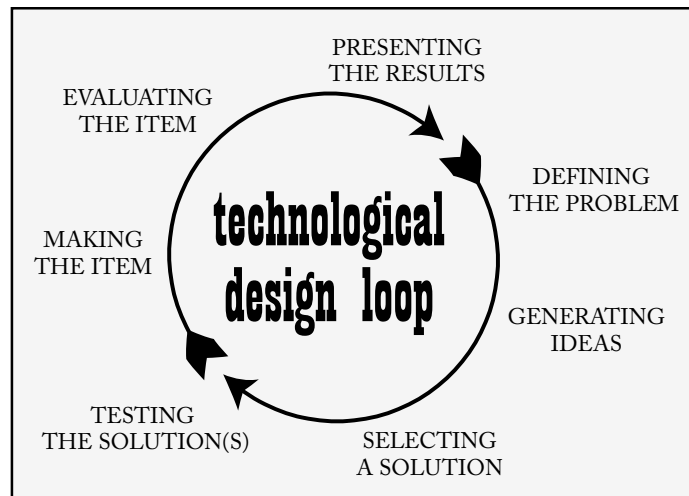 PRESENTING
THE RESULTS
EVALUATING
THE ITEM
DEFINING
THE PROBLEM
technological
design loop
MAKING
THE ITEM
GENERATING
IDEAS
TESTING
THE SOLUTION(S)
SELECTING
A SOLUTION